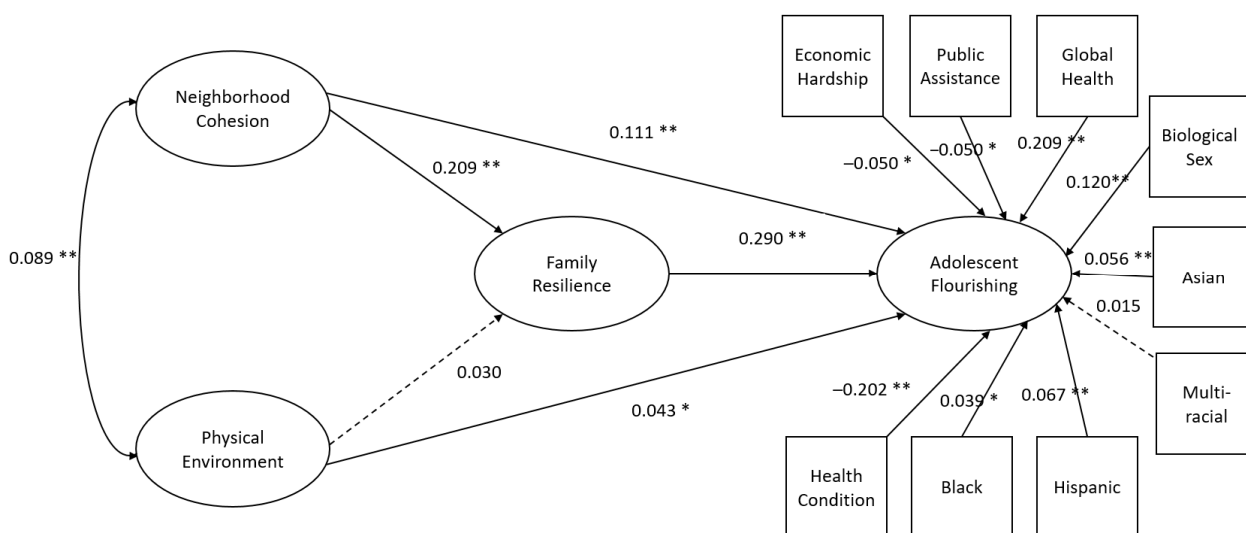 Economic
Hardship
Public
Assistance
Global
Health
Neighborhood
Cohesion
Biological
Sex
0.111 **
0.209 **
−0.050 *
−0.050 *
0.209 **
0.120**
0.089 **
Family
Resilience
0.290 **
Adolescent
Flourishing
0.056 **
Asian
0.015
0.030
−0.202 **
0.039 *
0.067 **
Multi-
racial
0.043 *
Physical
Environment
Health
Condition
Black
Hispanic